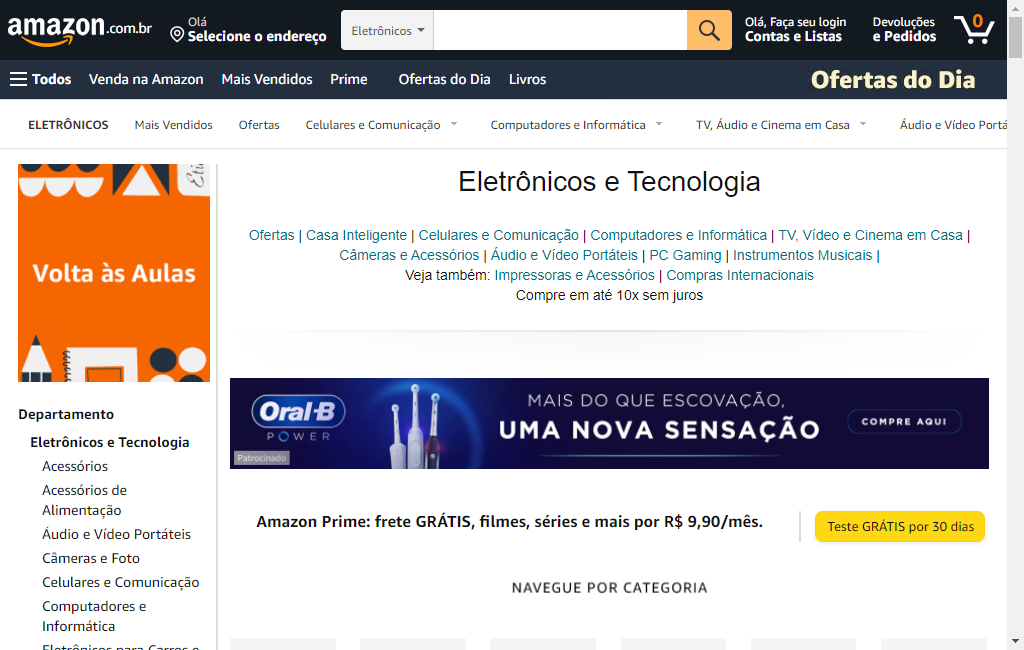 amazon.com.br
Olá
Selecione o endereço
Eletrônicos
Olá, Faça seu login
Contas e Listas
Devoluções
e Pedidos
0
Todos
Venda na Amazon
Mais Vendidos
Prime
Ofertas do Dia
Livros
Ofertas do Dia
ELETRÔNICOS
Mais Vendidos
Ofertas
Celulares e Comunicação
Computadores e Informática
TV, Áudio e Cinema em Casa
Áudio e Vídeo Portá
Volta às Aulas
Departamento
Eletrônicos e Tecnologia
Acessórios
Acessórios de
Alimentação
Áudio e Vídeo Portáteis
Câmeras e Foto
Celulares e Comunicação
Computadores e
Informática
Eletrônicos para Carros e
Eletrônicos e Tecnologia
Ofertas | Casa Inteligente | Celulares e Comunicação | Computadores e Informática | TV, Vídeo e Cinema em Casa |
Câmeras e Acessórios | Áudio e Vídeo Portáteis | PC Gaming | Instrumentos Musicais |
Veja também: Impressoras e Acessórios | Compras Internacionais
Compre em até 10x sem juros
Oral-B
POWER
MAIS DO QUE ESCOVAÇÃO,
UMA NOVA SENSAÇÃO
COMPRE AQUI
Patrocinado
Amazon Prime: frete GRÁTIS, filmes, séries e mais por R$ 9,90/mês.
Teste GRÁTIS por 30 dias
NAVEGUE POR CATEGORIA